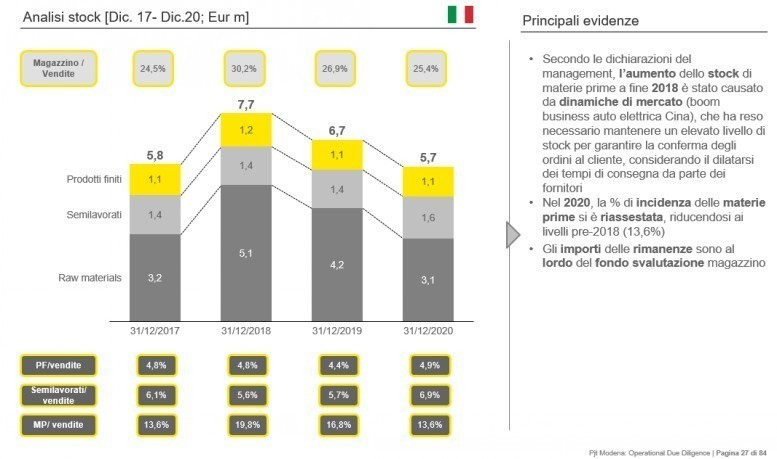 Analisi stock [Dic. 17- Dic.20; Eur m]
Magazzino /
Vendite
24,5%
30,2%
26,9%
25,4%
7,7
6,7
5,8
5,7
1,2
1,1
Prodotti finiti
1,1
1,1
1,4
1,4
Semilavorati
1,4
1,6
5,1
4,2
Raw materials
3,2
3,1
31/12/2017
31/12/2018
31/12/2019
31/12/2020
PF/vendite
4,8%
4,8%
4,4%
4,9%
Semilavorati/
vendite
6,1%
5,6%
5,7%
6,9%
MP/ vendite
13,6%
19,8%
16,8%
13,6%
Principali evidenze
• Secondo le dichiarazioni del
management, l'aumento dello stock di
materie prime a fine 2018 è stato causato
da dinamiche di mercato (boom
business auto elettrica Cina), che ha reso
necessario mantenere un elevato livello di
stock per garantire la conferma degli
ordini al cliente, considerando il dilatarsi
dei tempi di consegna da parte dei
fornitori
• Nel 2020, la % di incidenza delle materie
prime si è riassestata, riducendosi ai
livelli pre-2018 (13,6%)
• Gli importi delle rimanenze sono al
lordo del fondo svalutazione magazzino
Pjt Modena: Operational Due Diligence | Pagina 27 di 84